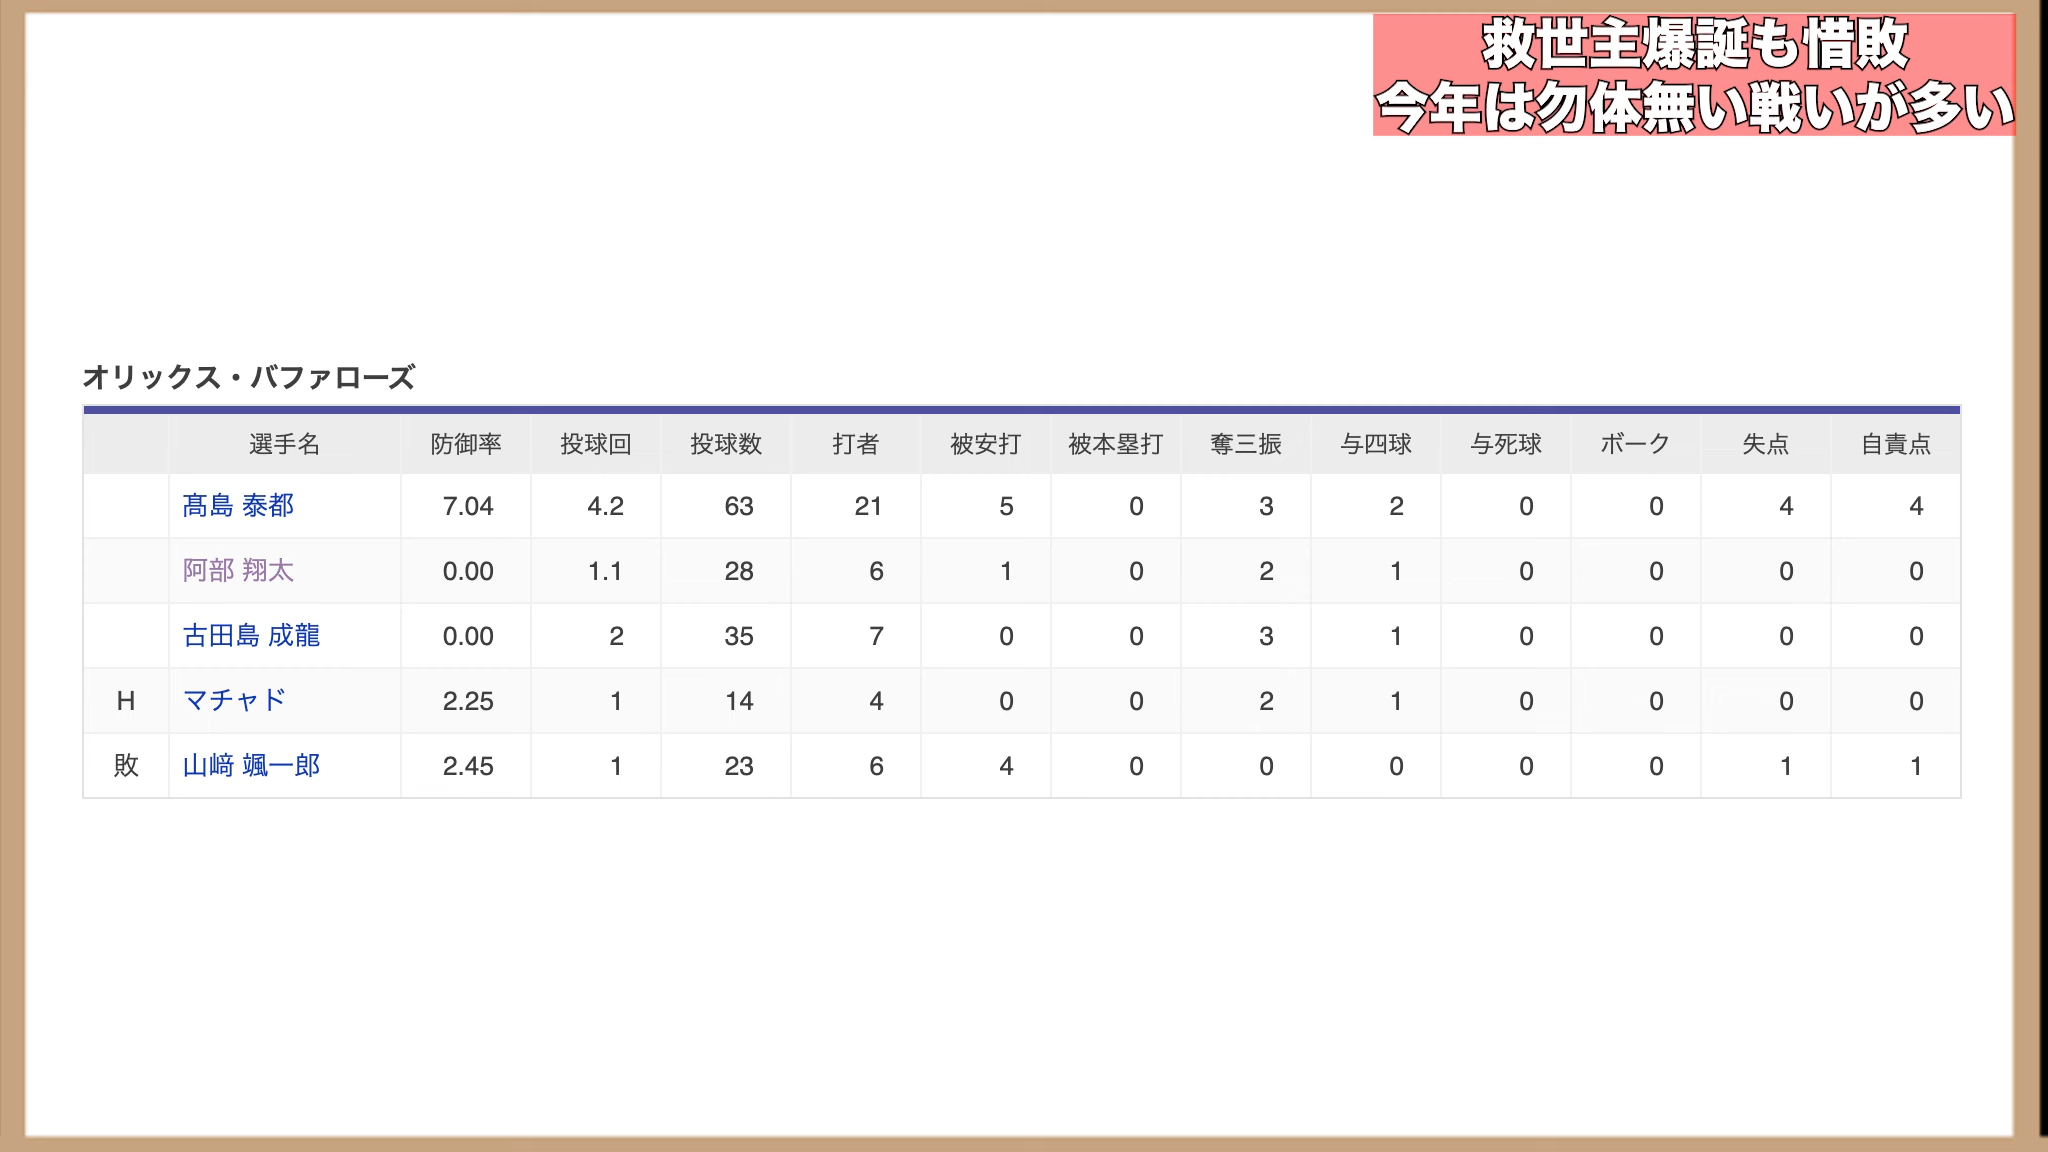 救世主爆誕も惜敗
今年は勿体無い戦いが多い
オリックス・バファローズ
選手名 防御率 投球回 投球数 打者 被安打 被本塁打 奪三振 与四球 与死球 ボーク 失点 自責点
髙島 泰都 7.04 4.2 63 21 5 0 3 2 0 0 4 4
阿部 翔太 0.00 1.1 28 6 1 0 2 1 0 0 0 0
古田島 成龍 0.00 2 35 7 0 0 3 1 0 0 0 0
H マチャド 2.25 1 14 4 0 0 2 1 0 0 0 0
敗 山﨑 颯一郎 2.45 1 23 6 4 0 0 0 0 0 1 1